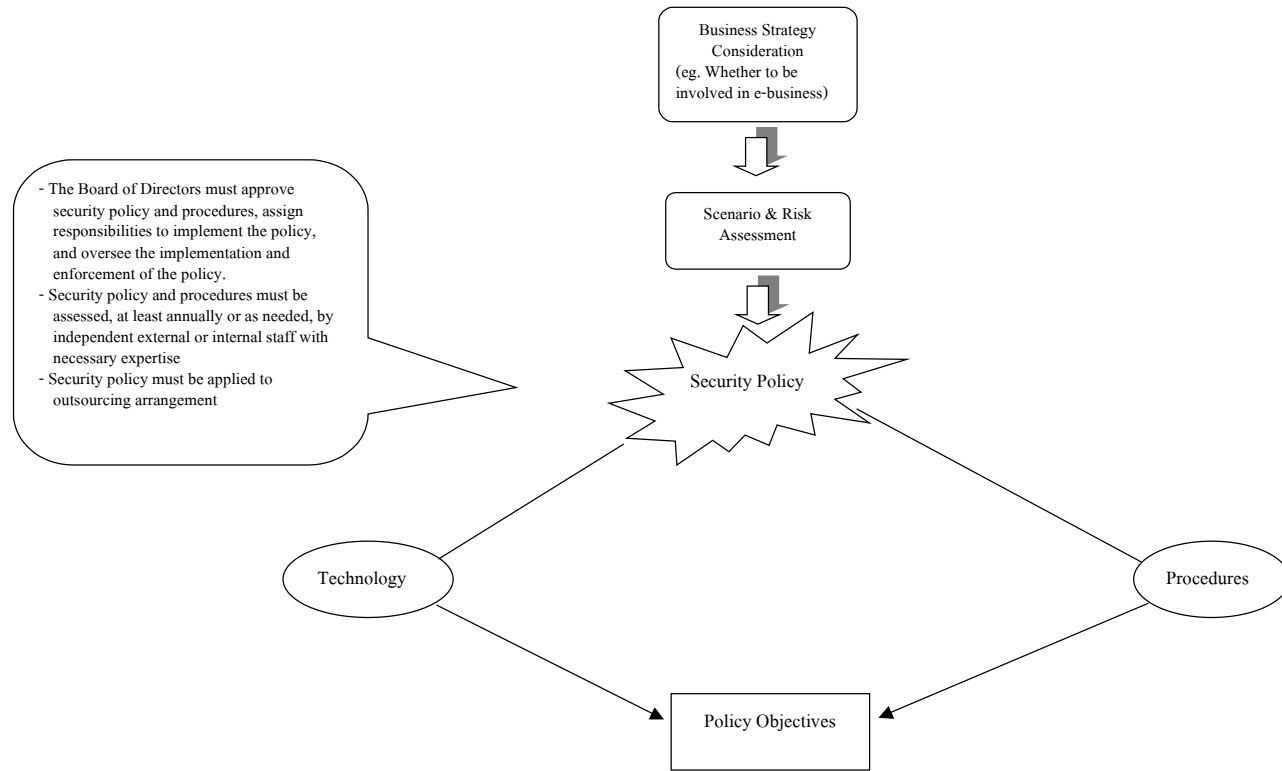 Business Strategy
Consideration
(eg. Whether to be
involved in e-business)
Scenario & Risk
Assessment
- The Board of Directors must approve
security policy and procedures, assign
responsibilities to implement the policy,
and oversee the implementation and
enforcement of the policy.
- Security policy and procedures must be
assessed, at least annually or as needed, by
independent external or internal staff with
necessary expertise
- Security policy must be applied to
outsourcing arrangement
Security Policy
Technology
Procedures
Policy Objectives